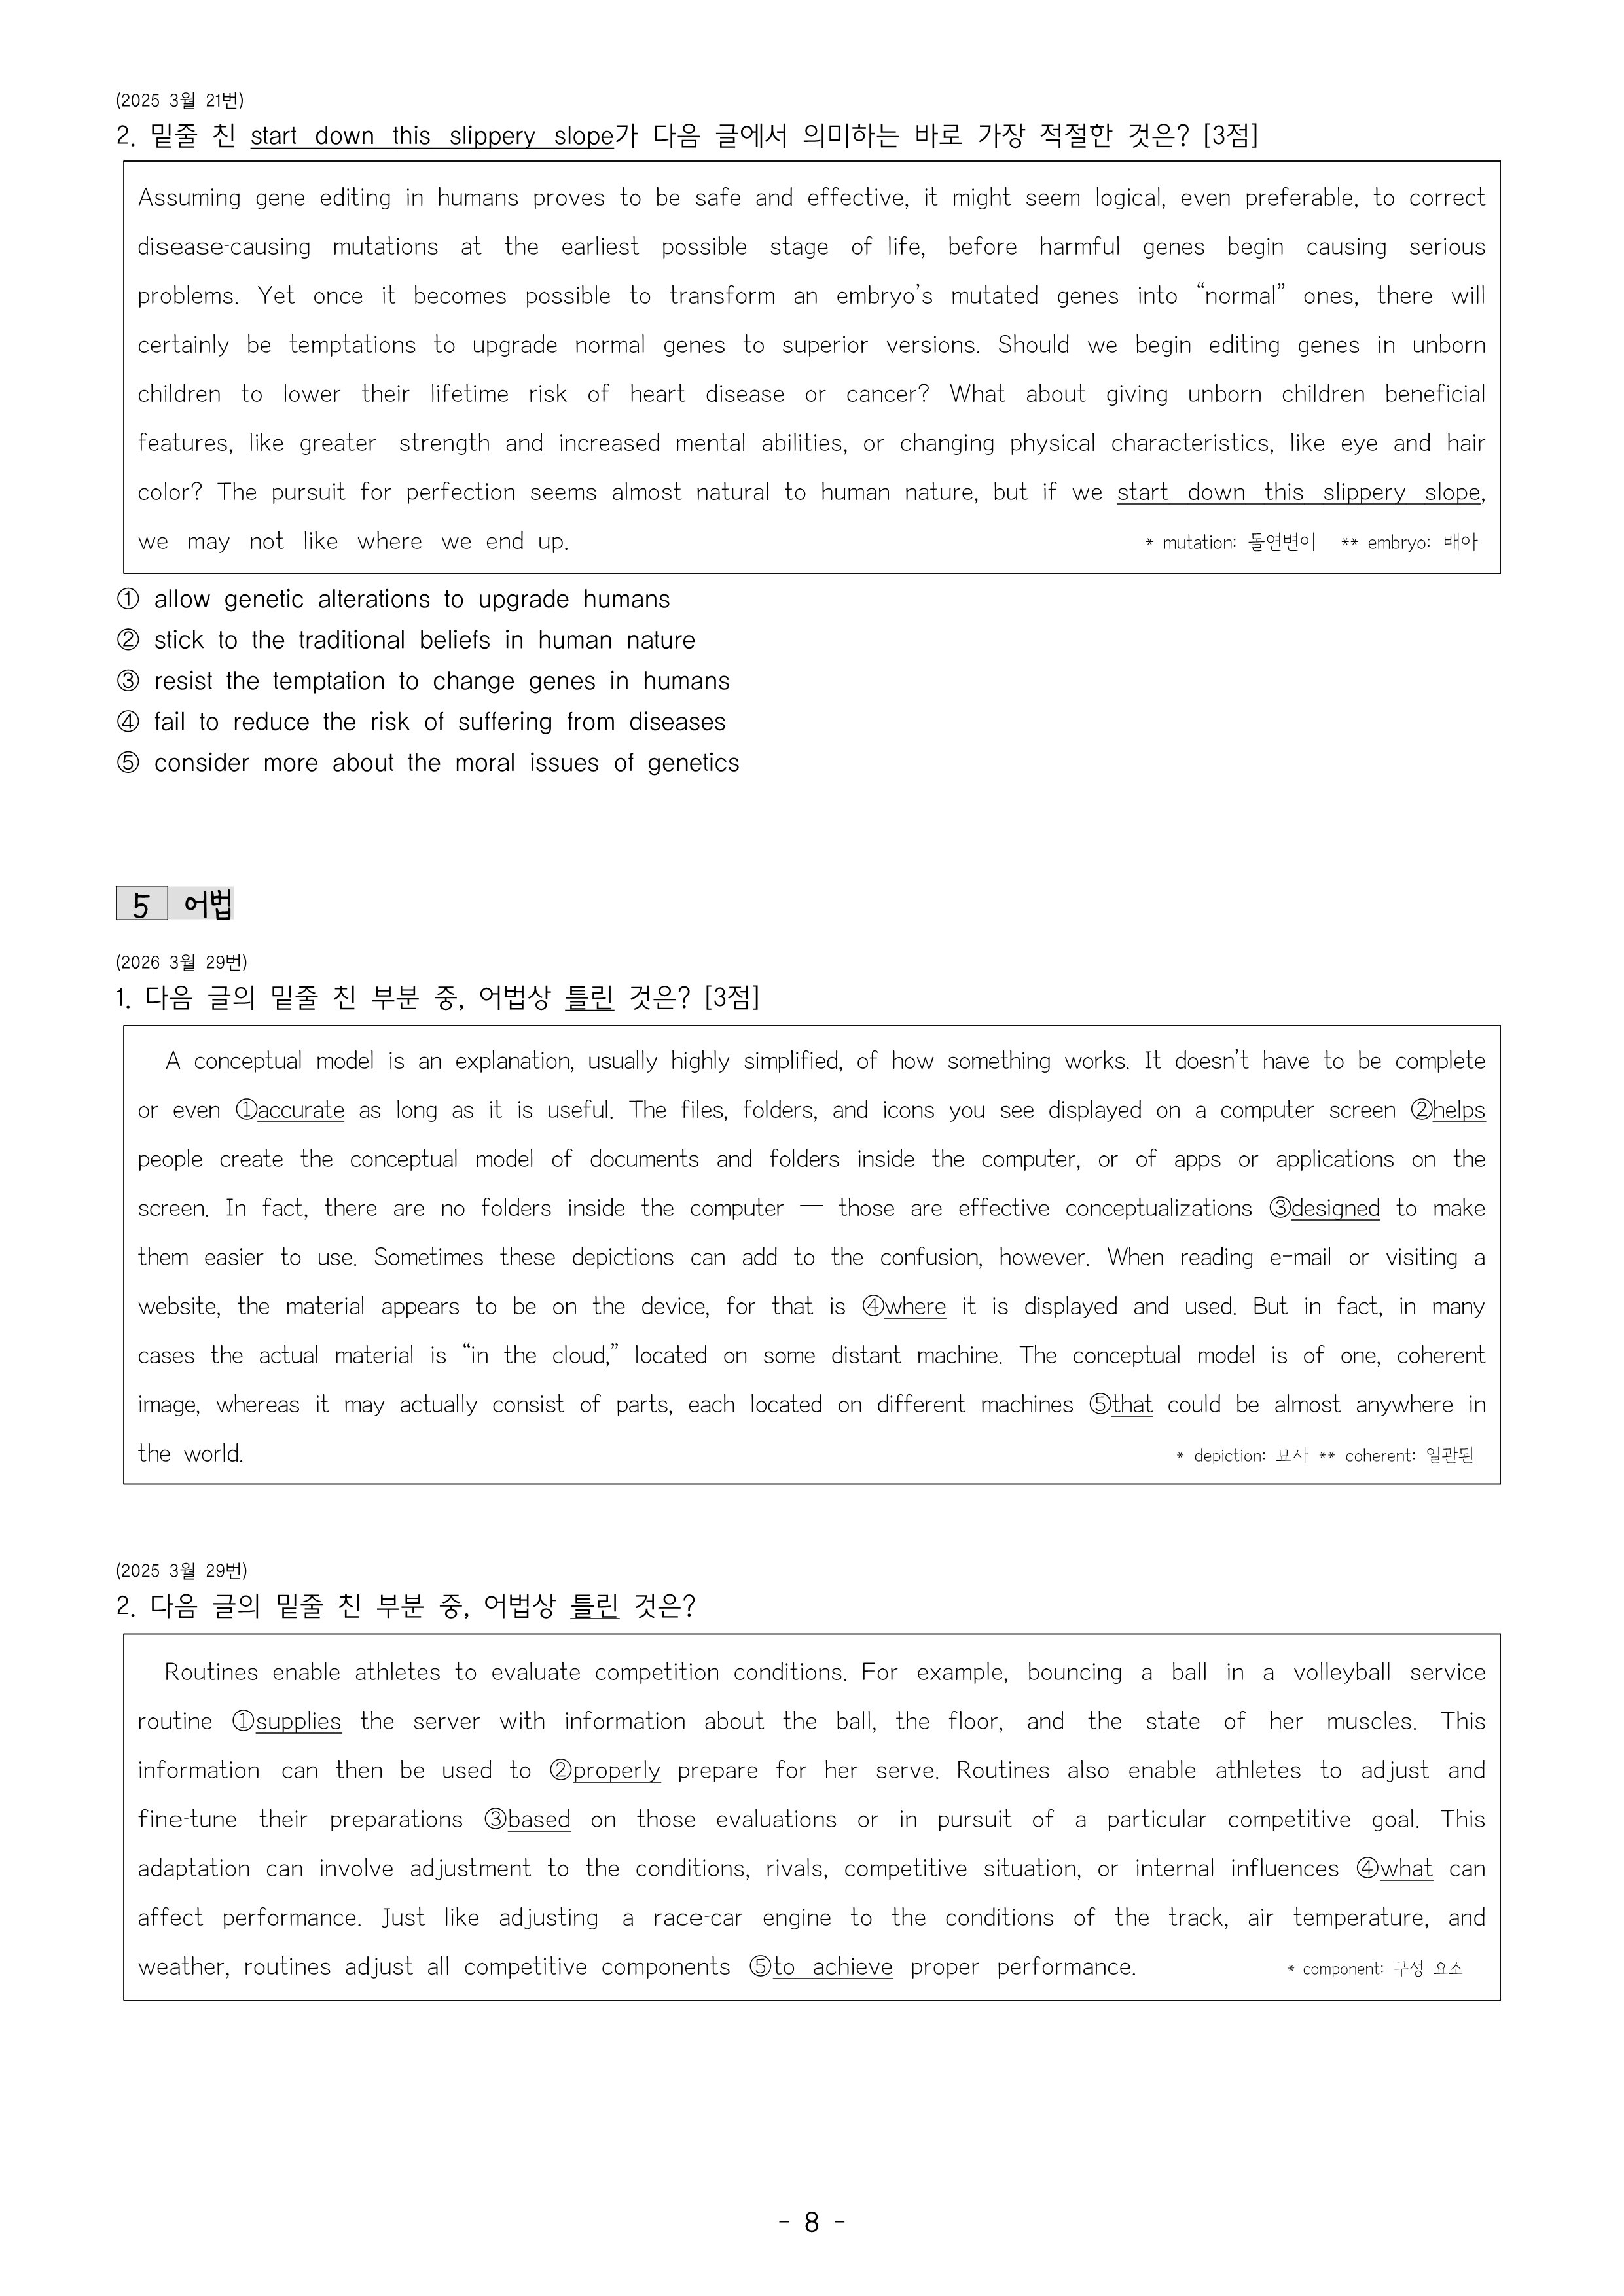 (2025 3월 21번)
2. 밑줄 친 start down this slippery slope가 다음 글에서 의미하는 바로 가장 적절한 것은? [3점]
Assuming gene editing in humans proves to be safe and effective, it might seem logical, even preferable, to correct
disease-causing mutations at the earliest possible stage of life, before harmful genes begin causing serious
problems. Yet once it becomes possible to transform an embryo's mutated genes into “normal” ones, there will
certainly be temptations to upgrade normal genes to superior versions. Should we begin editing genes in unborn
children to lower their lifetime risk of heart disease or cancer? What about giving unborn children beneficial
features, like greater strength and increased mental abilities, or changing physical characteristics, like eye and hair
color? The pursuit for perfection seems almost natural to human nature, but if we start down this slippery slope,
we may not like where we end up. * mutation: 돌연변이 ** embryo: 배아
① allow genetic alterations to upgrade humans
② stick to the traditional beliefs in human nature
③ resist the temptation to change genes in humans
④ fail to reduce the risk of suffering from diseases
⑤ consider more about the moral issues of genetics
5 어법
(2026 3월 29번)
1. 다음 글의 밑줄 친 부분 중, 어법상 틀린 것은? [3점]
A conceptual model is an explanation, usually highly simplified, of how something works. It doesn't have to be complete
or even ①accurate as long as it is useful. The files, folders, and icons you see displayed on a computer screen ②helps
people create the conceptual model of documents and folders inside the computer, or of apps or applications on the
screen. In fact, there are no folders inside the computer — those are effective conceptualizations ③designed to make
them easier to use. Sometimes these depictions can add to the confusion, however. When reading e-mail or visiting a
website, the material appears to be on the device, for that is ④where it is displayed and used. But in fact, in many
cases the actual material is “in the cloud,” located on some distant machine. The conceptual model is of one, coherent
image, whereas it may actually consist of parts, each located on different machines ⑤that could be almost anywhere in
the world. * depiction: 묘사 ** coherent: 일관된
(2025 3월 29번)
2. 다음 글의 밑줄 친 부분 중, 어법상 틀린 것은?
Routines enable athletes to evaluate competition conditions. For example, bouncing a ball in a volleyball service
routine ①supplies the server with information about the ball, the floor, and the state of her muscles. This
information can then be used to ②properly prepare for her serve. Routines also enable athletes to adjust and
fine-tune their preparations ③based on those evaluations or in pursuit of a particular competitive goal. This
adaptation can involve adjustment to the conditions, rivals, competitive situation, or internal influences ④what can
affect performance. Just like adjusting a race-car engine to the conditions of the track, air temperature, and
weather, routines adjust all competitive components ⑤to achieve proper performance. * component: 구성 요소
- 8 -